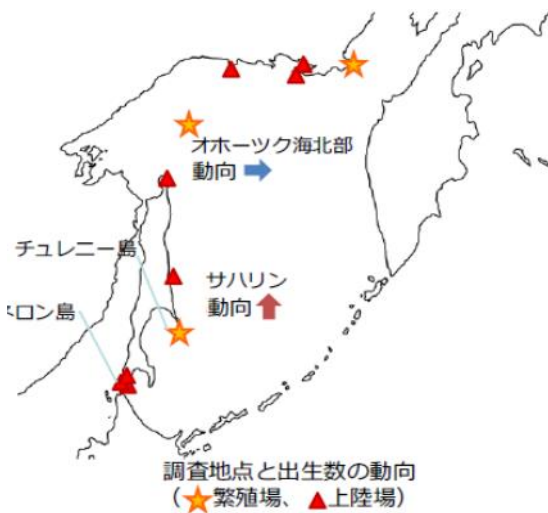 オホーツク海北部
動向
チュレニー島
サハリン
動向
ネロン島
調査地点と出生数の動向
(★繁殖場、▲上陸場)